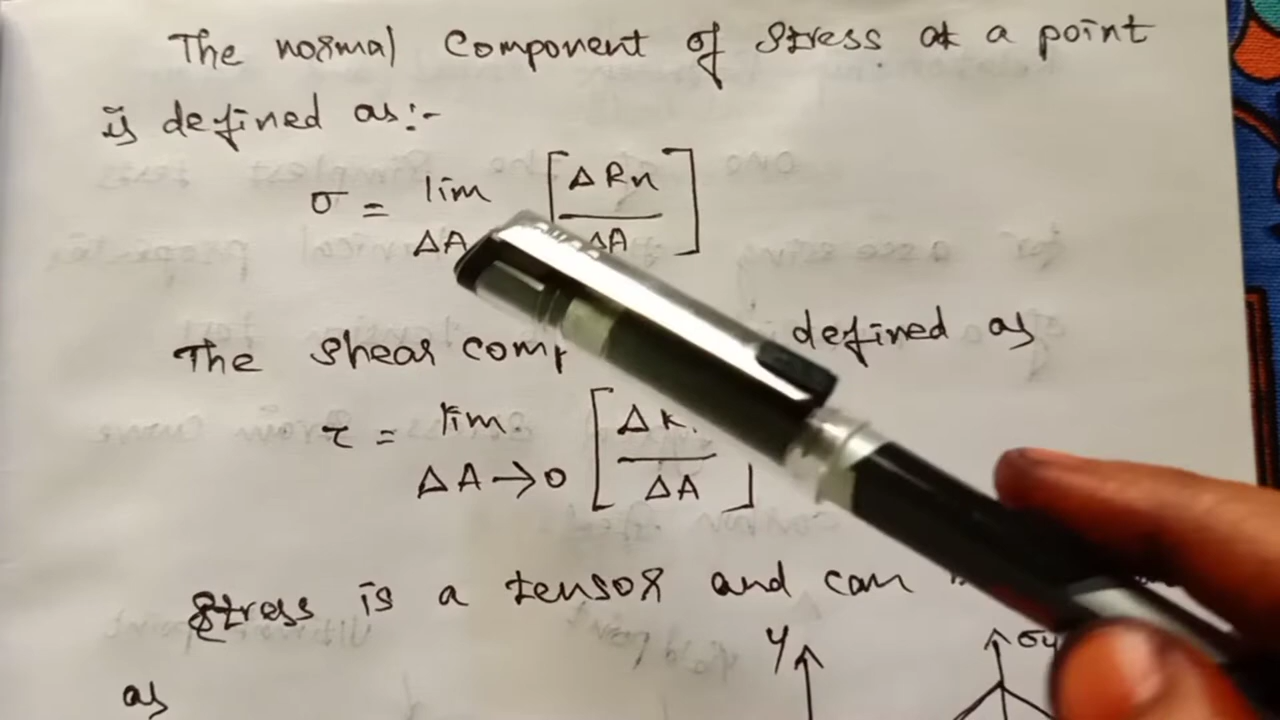 The normal component of stress at a point
is defined as:-
σ = lim [ΔRn
ΔA ΔA]
The shear defined as
τ = lim [Δ
ΔA→0 ΔA]
Stress is a tensor and can
as
y σy